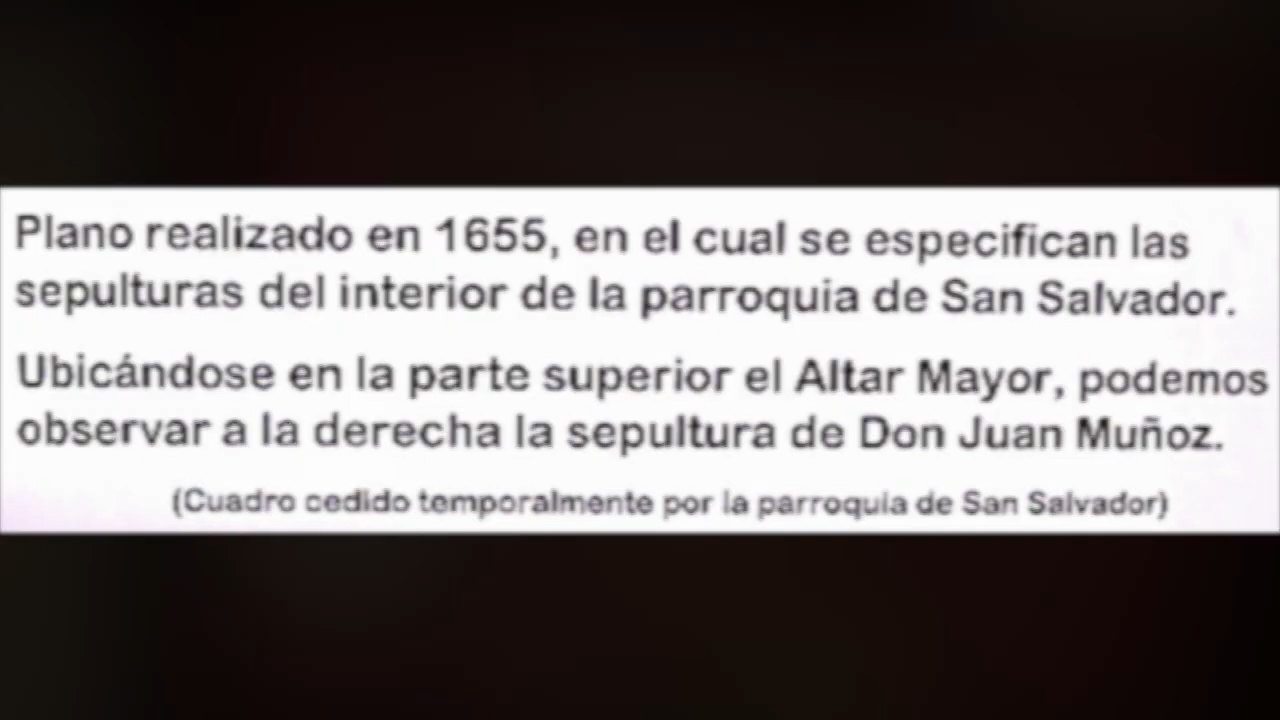 Plano realizado en 1655, en el cual se especifican las
sepulturas del interior de la parroquia de San Salvador.
Ubicándose en la parte superior el Altar Mayor, podemos
observar a la derecha la sepultura de Don Juan Muñoz.
(Cuadro cedido temporalmente por la parroquia de San Salvador)